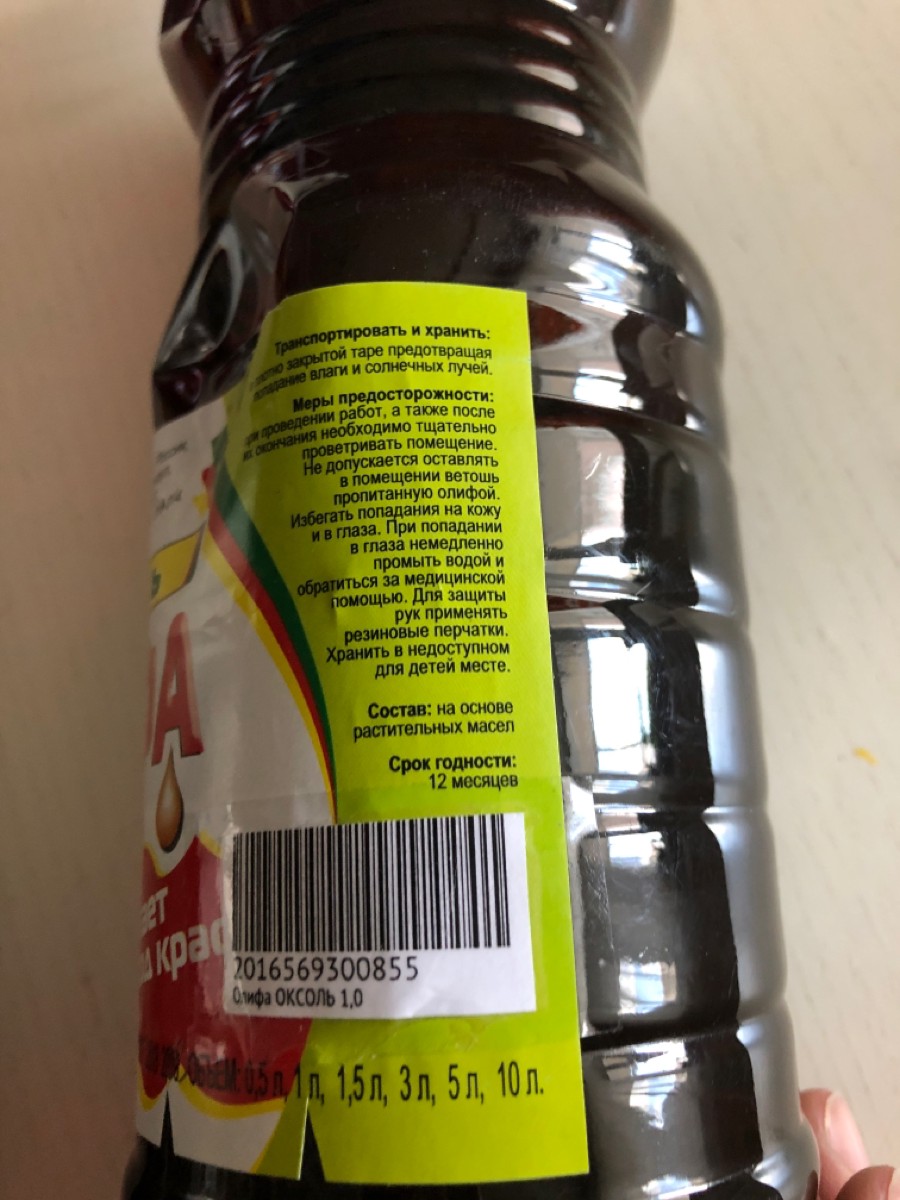 Транспортировать и хранить:
закрытой таре предотвращая
попадание влаги и солнечных лучей.
Меры предосторожности:
при проведении работ, а также после
их окончания необходимо тщательно
проветривать помещение.
Не допускается оставлять
в помещении ветошь
пропитанную олифой.
Избегать попадания на кожу
и в глаза. При попадании
в глаза немедленно
промыть водой и
обратиться за медицинской
помощью. Для защиты
рук применять
резиновые перчатки.
Хранить в недоступном
для детей месте.
Состав: на основе
растительных масел
Срок годности:
12 месяцев
2016569300855
Олифа ОКСОЛЬ 1,0
ОБЪЕМ: 0,5 л, 1 л, 1,5 л, 3 л, 5 л, 10 л.